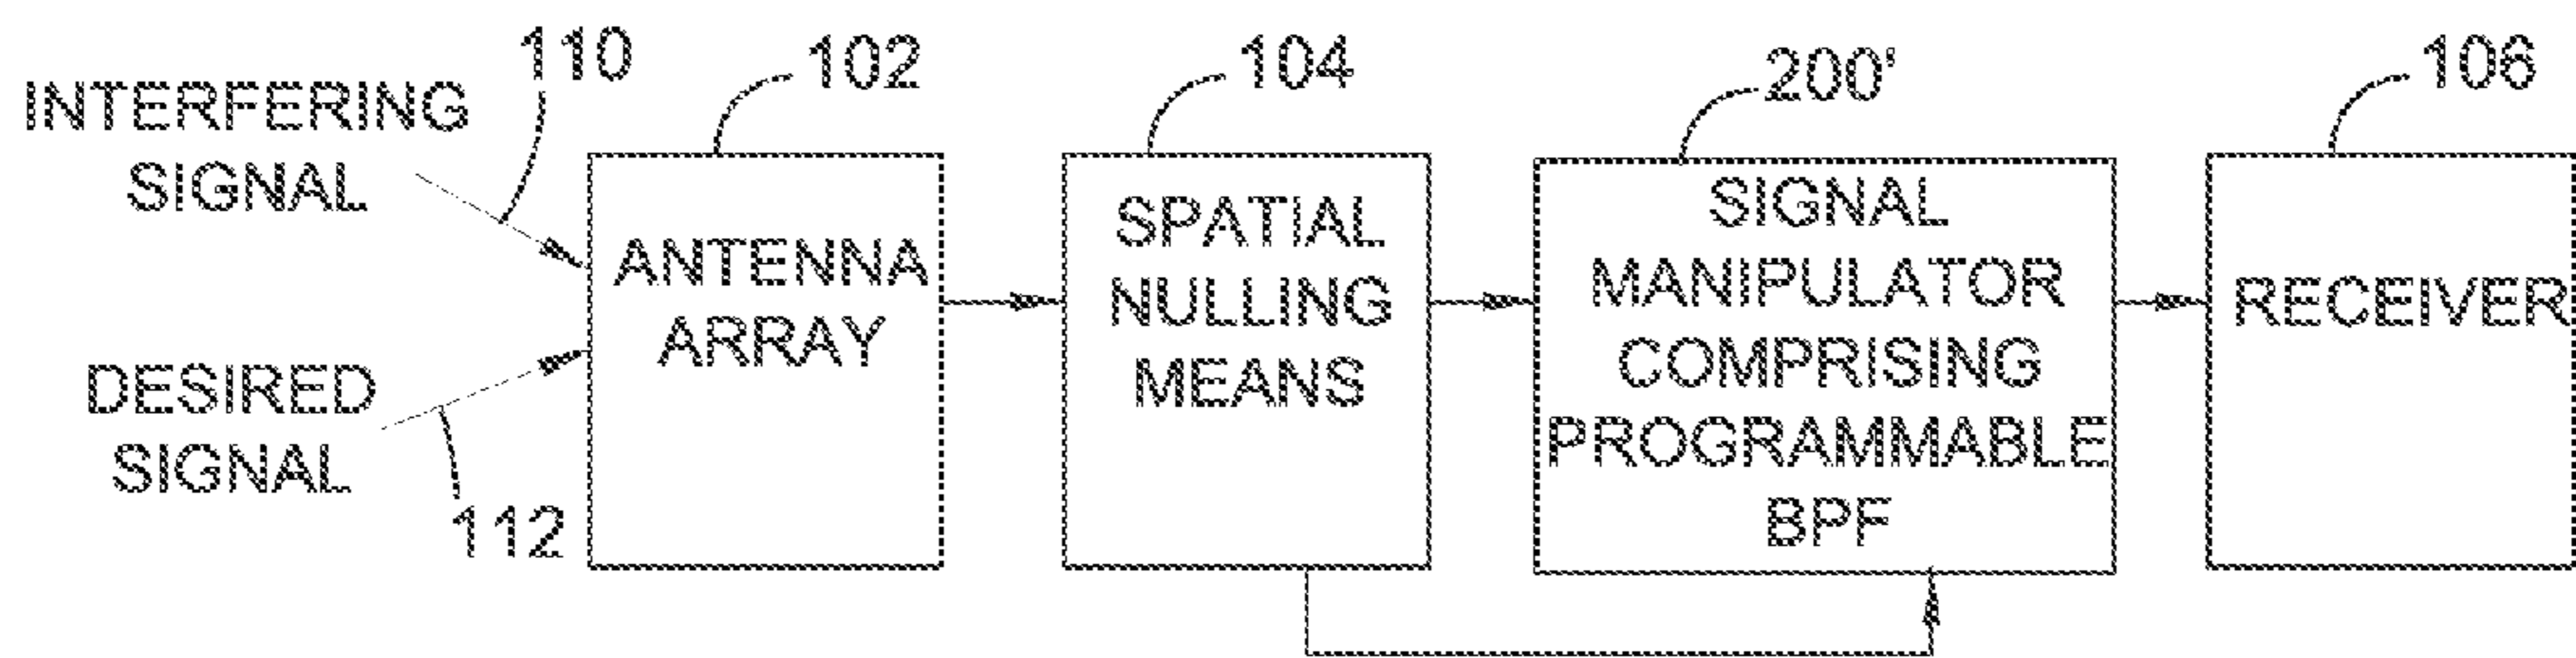 INTERFERING
SIGNAL
110
DESIRED
SIGNAL
112
102
ANTENNA
ARRAY
104
SPATIAL
NULLING
MEANS
200'
SIGNAL
MANIPULATOR
COMPRISING
PROGRAMMABLE
BPF
106
RECEIVER